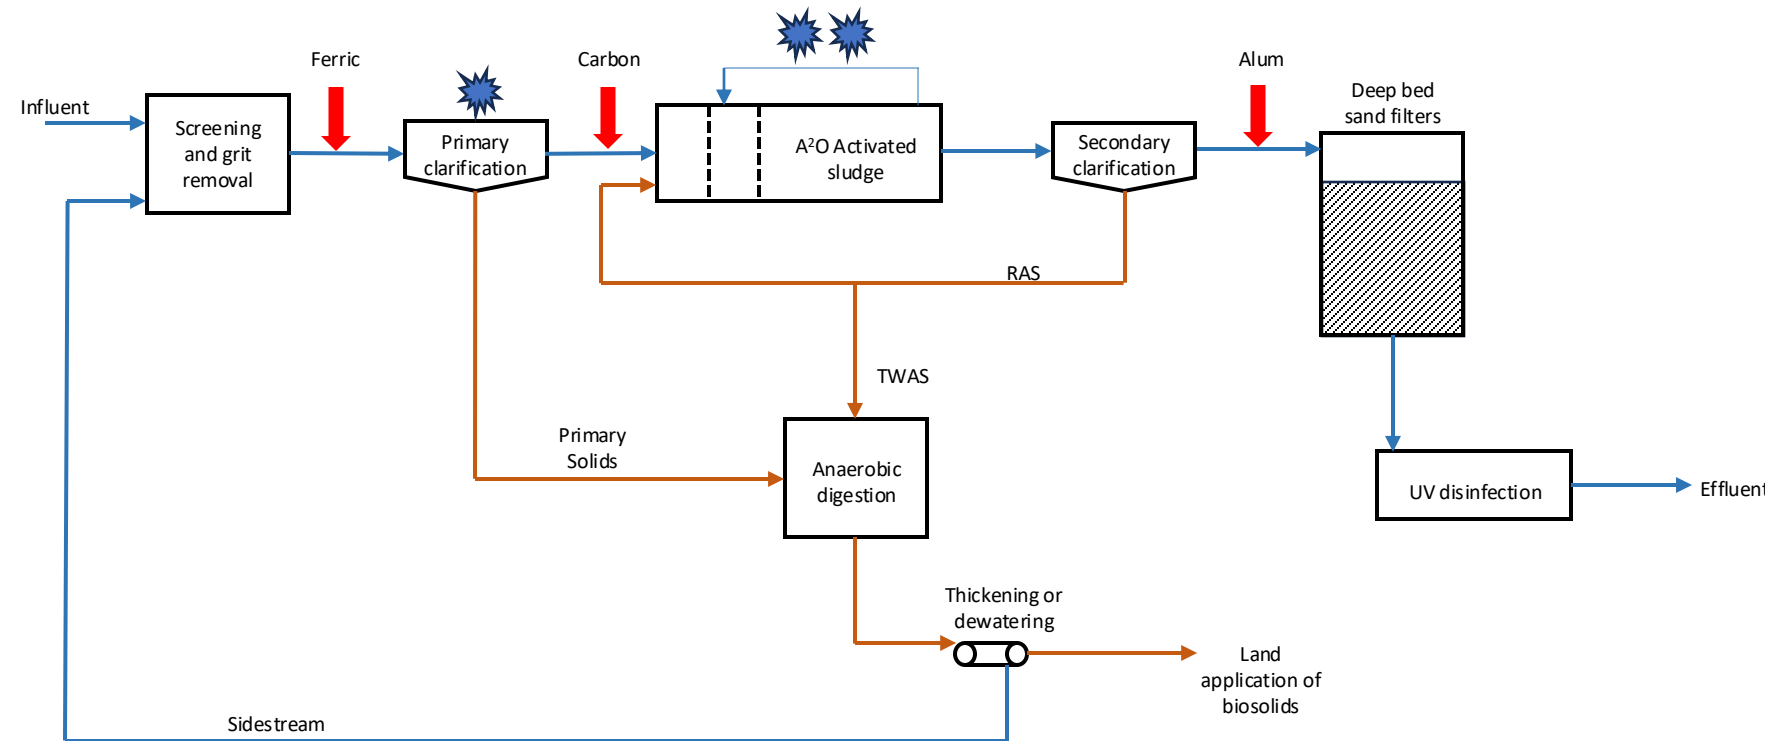 Influent
Screening
and grit
removal
Ferric
Primary
clarification
Carbon
A²O Activated
sludge
Secondary
clarification
Alum
Deep bed
sand filters
RAS
TWAS
Primary
Solids
Anaerobic
digestion
UV disinfection
Effluent
Thickening or
dewatering
Land
application of
biosolids
Sidestream